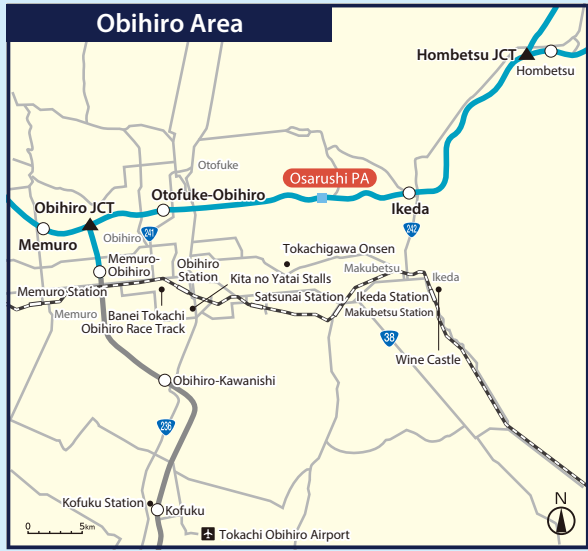 Obihiro Area
Hombetsu JCT
Hombetsu
Otofuke
Osarushi PA
Otofuke-Obihiro
Ikeda
Obihiro JCT
Memuro
Obihiro
241
242
Tokachigawa Onsen
Memuro-
Obihiro
Obihiro
Station
Kita no Yatai Stalls
Makubetsu
Ikeda
Memuro Station
Satsunai Station
Ikeda Station
Memuro
Banei Tokachi
Obihiro Race Track
Makubetsu Station
38
Wine Castle
Obihiro-Kawanishi
236
Kofuku Station
Kofuku
N
0
5km
Tokachi Obihiro Airport